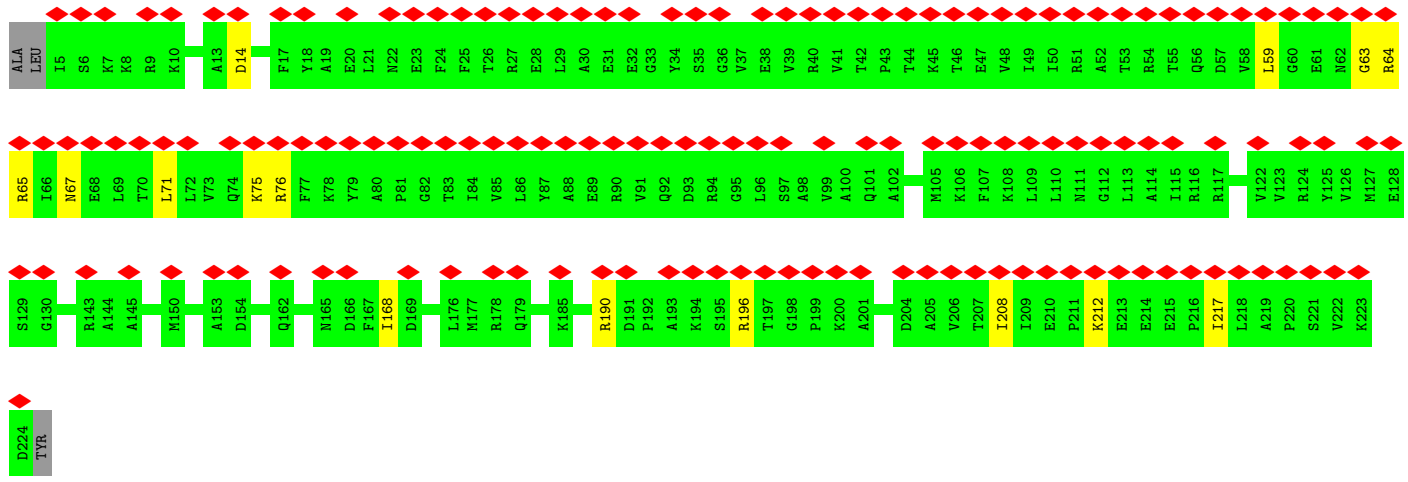 ALA LEU I5 S6 K7 K8 R9 K10 A13 D14 F17 Y18 A19 E20 L21 N22 E23 F24 F25 T26 R27 E28 L29 A30 E31 E32 G33 Y34 S35 G36 V37 E38 V39 R40 V41 T42 P43 T44 K45 T46 E47 V48 I49 I50 R51 A52 T53 R54 T55 Q56 D57 V58 L59 G60 E61 N62 G63 R64
R65 I66 N67 E68 L69 T70 L71 L72 V73 Q74 K75 R76 F77 K78 Y79 A80 P81 G82 T83 I84 V85 L86 Y87 A88 E89 R90 V91 Q92 D93 R94 G95 L96 S97 A98 V99 A100 Q101 A102 M105 K106 F107 K108 L109 L110 N111 G112 L113 A114 I115 R116 R117 V122 V123 R124 Y125 V126 M127 E128
S129 G130 R143 A144 A145 M150 A153 D154 Q162 N165 D166 F167 I168 D169 L176 M177 R178 Q179 K185 R190 D191 P192 A193 K194 S195 R196 T197 G198 P199 K200 A201 D204 A205 V206 T207 I208 I209 E210 P211 K212 E213 E214 E215 P216 I217 L218 A219 P220 S221 V222 K223
D224 TYR